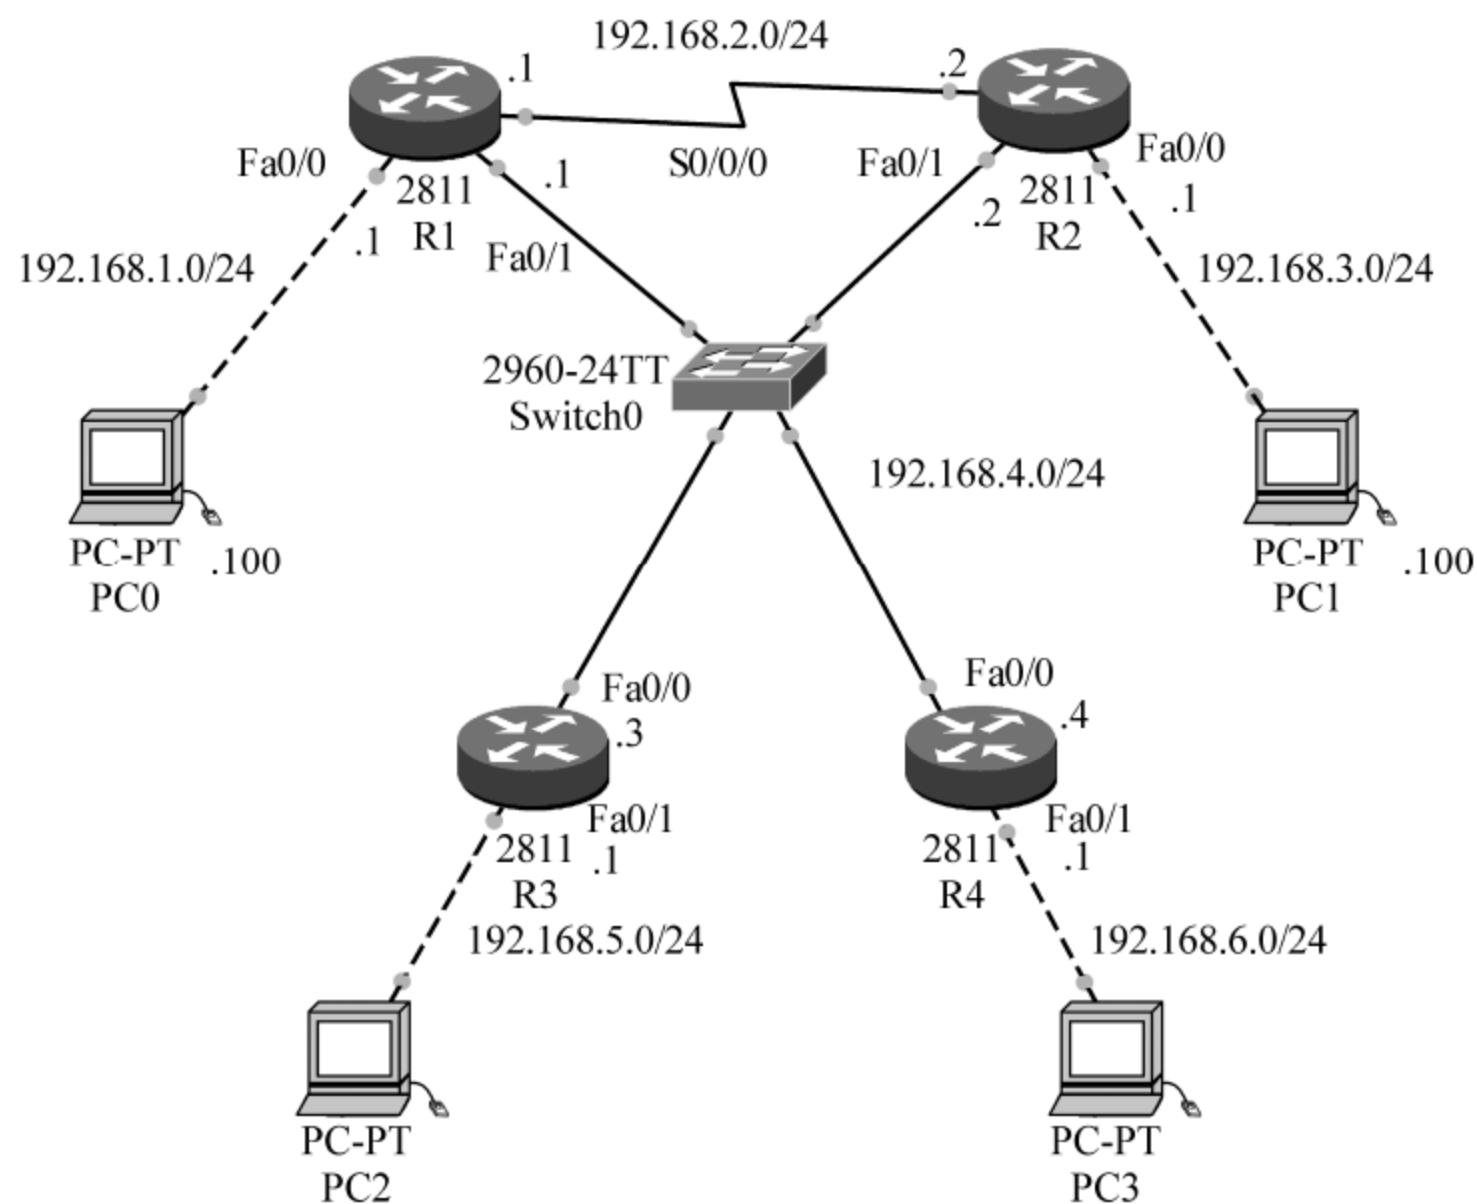 192.168.2.0/24
.1
.2
Fa0/0
2811
R1
.1
S0/0/0
Fa0/1
2811
R2
Fa0/0
.1
.2
.1
Fa0/1
192.168.1.0/24
192.168.3.0/24
2960-24TT
Switch0
192.168.4.0/24
PC-PT
PC0
.100
PC-PT
PC1
.100
Fa0/0
.3
Fa0/0
.4
2811
R3
Fa0/1
.1
2811
R4
Fa0/1
.1
192.168.5.0/24
192.168.6.0/24
PC-PT
PC2
PC-PT
PC3